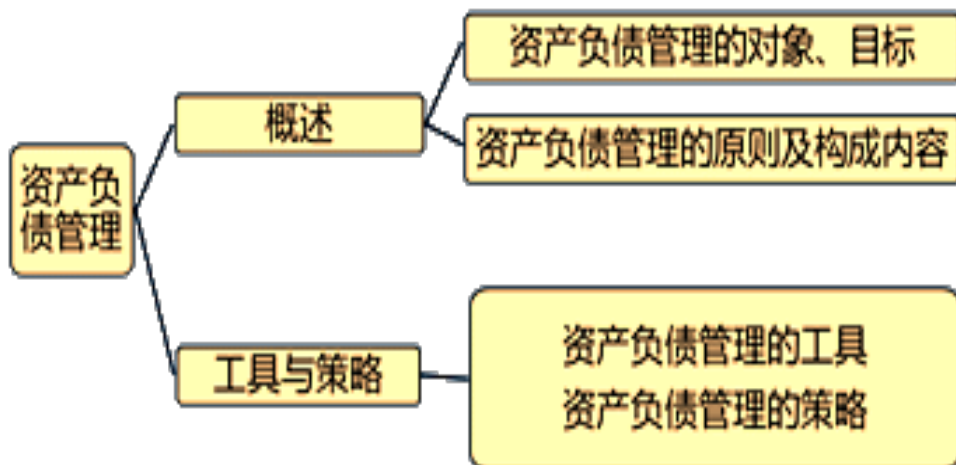 资产负
债管理
概述
资产负债管理的对象、目标
资产负债管理的原则及构成内容
工具与策略
资产负债管理的工具
资产负债管理的策略